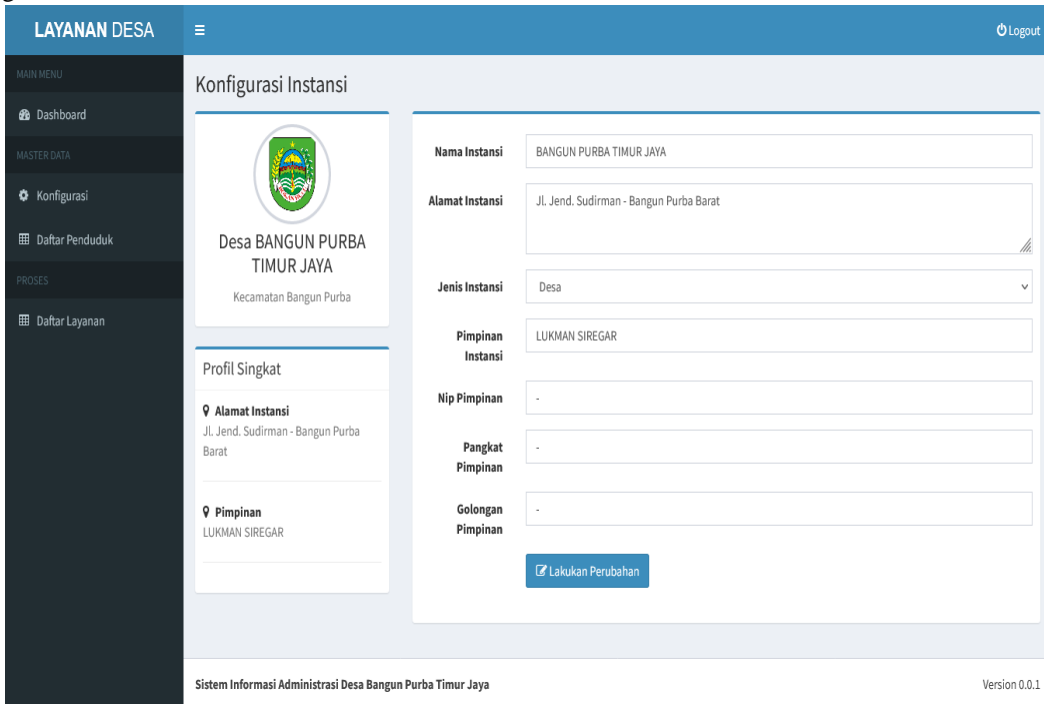 LAYANAN DESA
Logout
MAIN MENU
Dashboard
MASTER DATA
Konfigurasi
Daftar Penduduk
PROSES
Daftar Layanan
Konfigurasi Instansi
Desa BANGUN PURBA
TIMUR JAYA
Kecamatan Bangun Purba
Profil Singkat
Alamat Instansi
Jl. Jend. Sudirman - Bangun Purba
Barat
Pimpinan
LUKMAN SIREGAR
Nama Instansi
BANGUN PURBA TIMUR JAYA
Alamat Instansi
Jl. Jend. Sudirman - Bangun Purba Barat
Jenis Instansi
Desa
Pimpinan
Instansi
LUKMAN SIREGAR
Nip Pimpinan
-
Pangkat
Pimpinan
-
Golongan
Pimpinan
-
Lakukan Perubahan
Sistem Informasi Administrasi Desa Bangun Purba Timur Jaya
Version 0.0.1